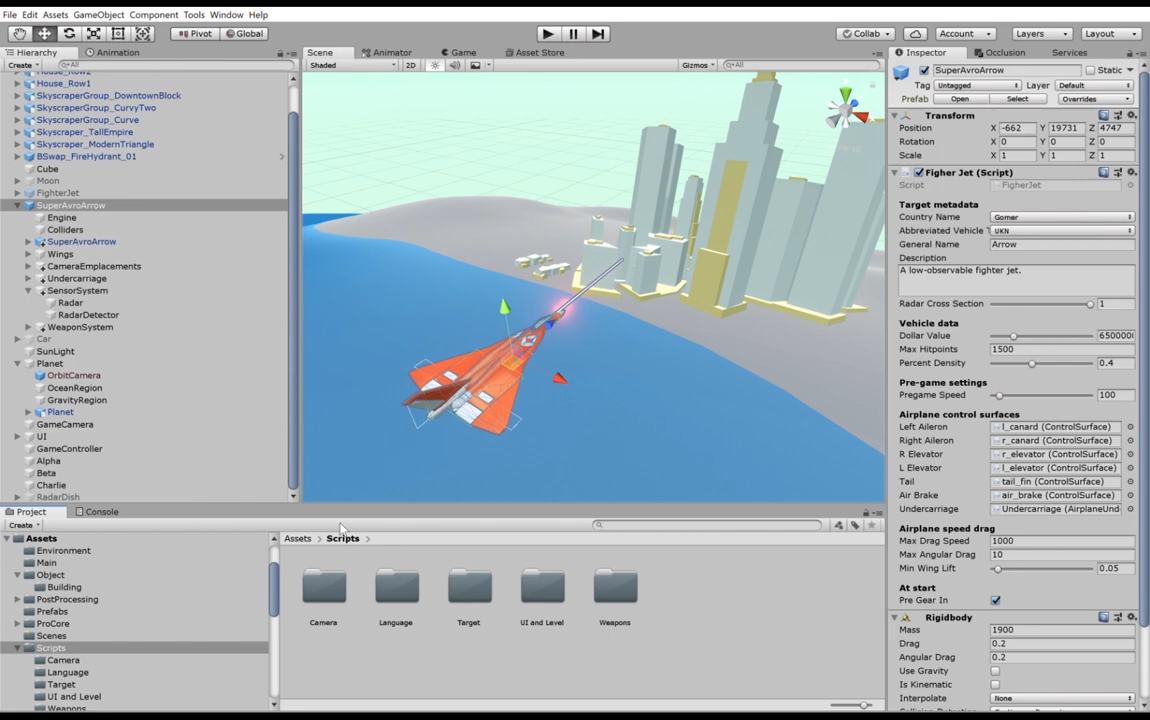 File Edit Assets GameObject Component Tools Window Help
Pivot Global Collab Account Layers Layout
Hierarchy Animation
Create All
House_Row2
House_Row1
SkyscraperGroup_DowntownBlock
SkyscraperGroup_CurvyTwo
SkyscraperGroup_Curve
Skyscraper_TallEmpire
Skyscraper_ModernTriangle
BSwap_FireHydrant_01
Cube
Moon
FighterJet
SuperAvroArrow
Engine
Colliders
SuperAvroArrow
Wings
CameraEmplacements
Undercarriage
SensorSystem
Radar
RadarDetector
WeaponSystem
Car
SunLight
Planet
OrbitCamera
OceanRegion
GravityRegion
Planet
GameCamera
UI
GameController
Alpha
Beta
Charlie
RadarDish
Scene Animator Game Asset Store
Shaded 2D Gizmos All
Project Console
Create
Assets
Environment
Main
Object
Building
PostProcessing
Prefabs
ProCore
Scenes
Scripts
Camera
Language
Target
UI and Level
Weapons
Assets Scripts
Camera Language Target UI and Level Weapons
Inspector Occlusion Services
SuperAvroArrow Static
Tag Untagged Layer Default
Prefab Open Select Overrides
Transform
Position X -662 Y 19731 Z 4747
Rotation X 0 Y 0 Z 0
Scale X 1 Y 1 Z 1
Figher Jet (Script)
Script FigherJet
Target metadata
Country Name Gomer
Abbreviated Vehicle UKN
General Name Arrow
Description
A low-observable fighter jet.
Radar Cross Section 1
Vehicle data
Dollar Value 6500000
Max Hitpoints 1500
Percent Density 0.4
Pre-game settings
Pregame Speed 100
Airplane control surfaces
Left Aileron l_canard (ControlSurface)
Right Aileron r_canard (ControlSurface)
R Elevator r_elevator (ControlSurface)
L Elevator l_elevator (ControlSurface)
Tail tail_fin (ControlSurface)
Air Brake air_brake (ControlSurface)
Undercarriage Undercarriage (AirplaneUnd
Airplane speed drag
Max Drag Speed 1000
Max Angular Drag 10
Min Wing Lift 0.05
At start
Pre Gear In
Rigidbody
Mass 1900
Drag 0.2
Angular Drag 0.2
Use Gravity
Is Kinematic
Interpolate None